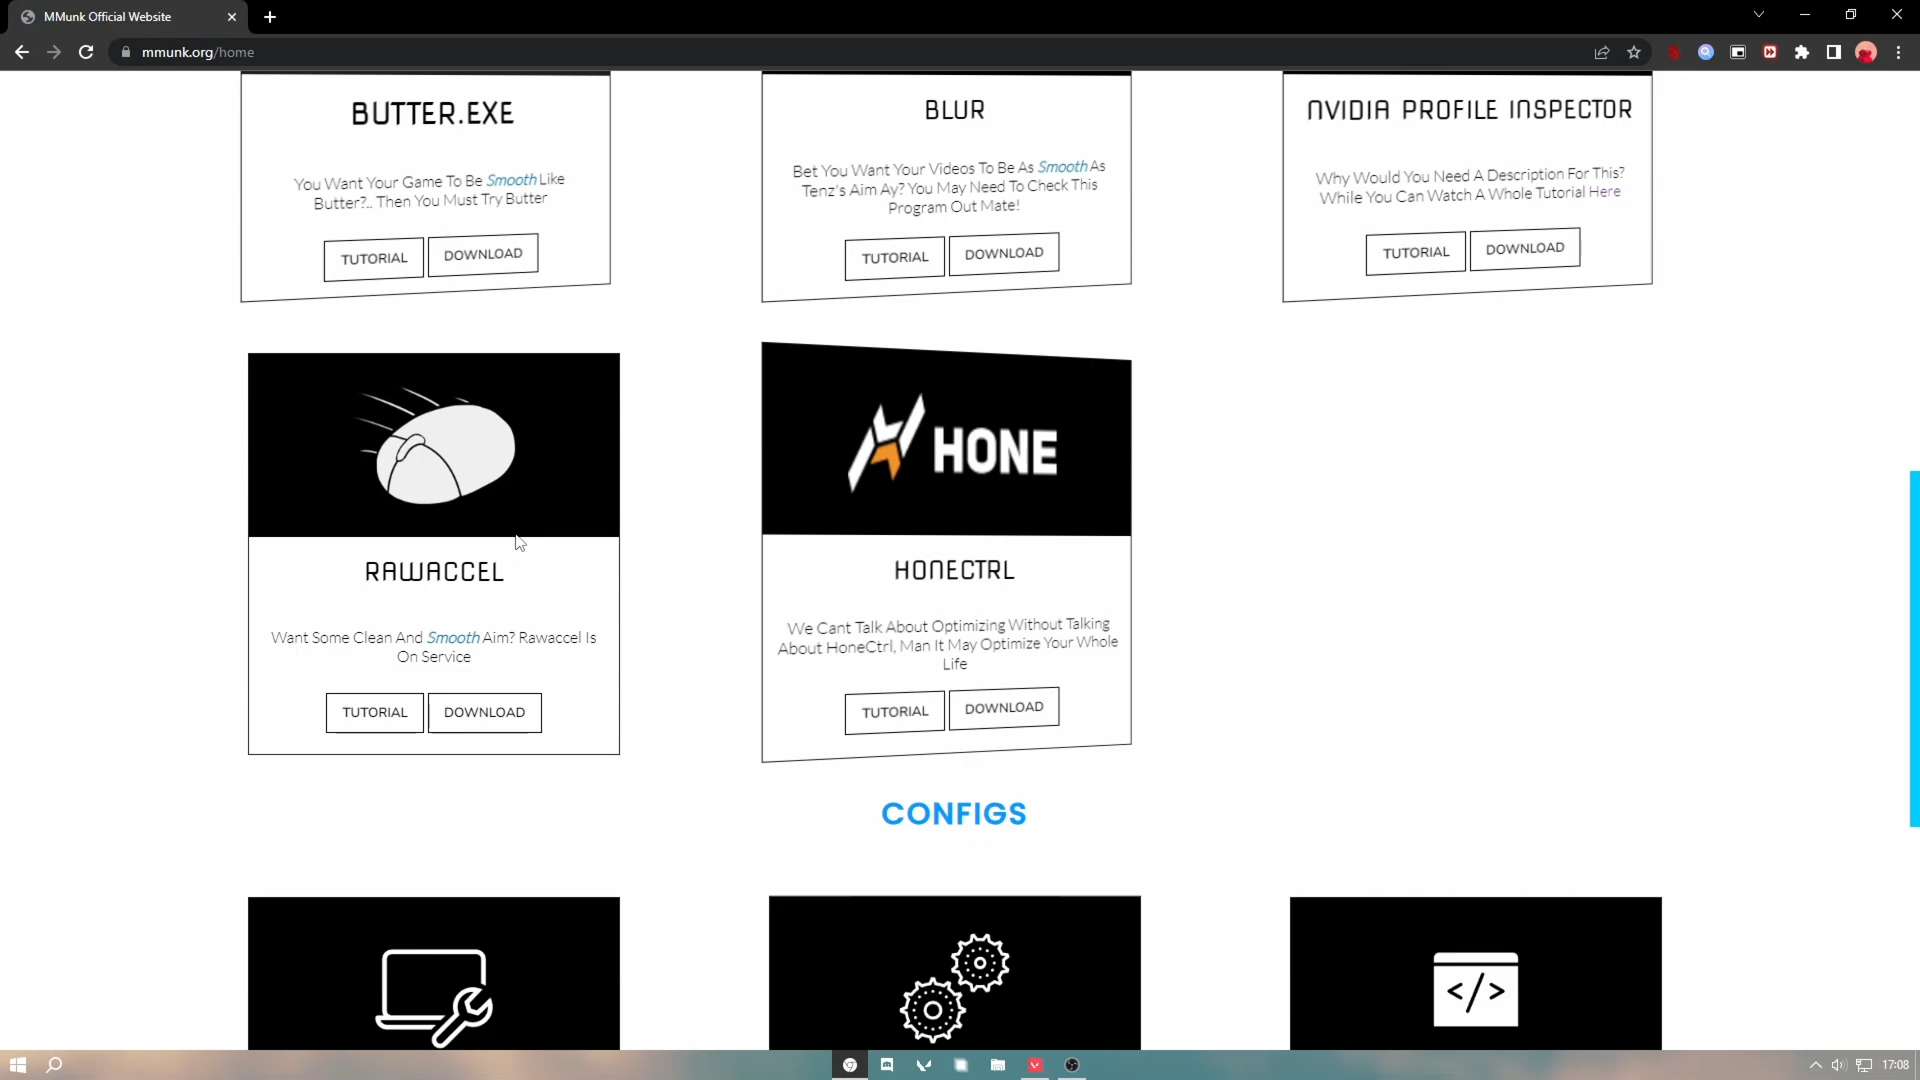 MMunk Official Website
mmunk.org/home
BUTTER.EXE
You Want Your Game To Be Smooth Like
Butter?.. Then You Must Try Butter
TUTORIAL
DOWNLOAD
BLUR
Bet You Want Your Videos To Be As Smooth As
Tenz's Aim Ay? You May Need To Check This
Program Out Mate!
TUTORIAL
DOWNLOAD
NVIDIA PROFILE INSPECTOR
Why Would You Need A Description For This?
While You Can Watch A Whole Tutorial Here
TUTORIAL
DOWNLOAD
RAWACCEL
Want Some Clean And Smooth Aim? Rawaccel Is
On Service
TUTORIAL
DOWNLOAD
HONE
HONECTRL
We Cant Talk About Optimizing Without Talking
About HoneCtrl, Man It May Optimize Your Whole
Life
TUTORIAL
DOWNLOAD
CONFIGS
</>
17:08